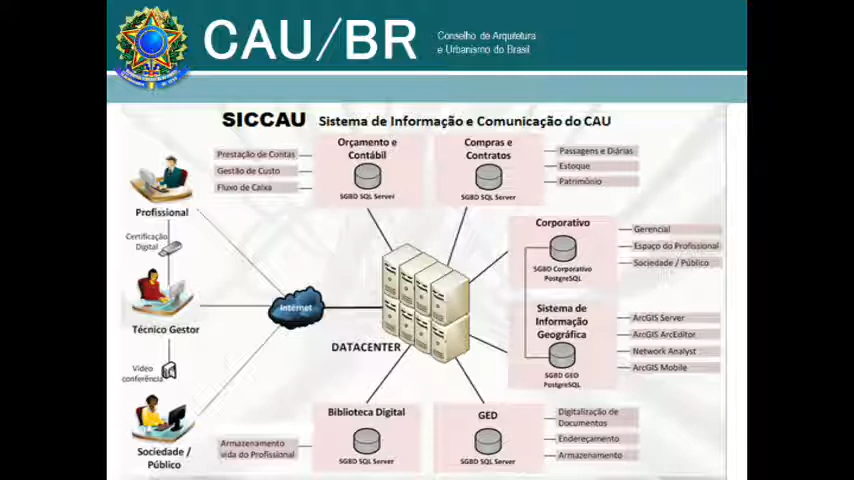 CAU/BR
Conselho de Arquitetura
e Urbanismo do Brasil
SICCAU Sistema de Informação e Comunicação do CAU
Orçamento e
Contábil
SGBD SQL Server
Prestação de Contas
Gestão de Custo
Fluxo de Caixa
Compras e
Contratos
SGBD SQL Server
Passagens e Diárias
Estoque
Patrimônio
Profissional
Certificação
Digital
Corporativo
SGBD Corporativo
PostgreSQL
Gerencial
Espaço do Profissional
Sociedade / Público
Internet
Técnico Gestor
DATACENTER
Sistema de
Informação
Geográfica
SGBD GEO
PostgreSQL
ArcGIS Server
ArcGIS ArcEditor
Network Analyst
ArcGIS Mobile
Video
conferência
Sociedade /
Público
Biblioteca Digital
SGBD SQL Server
Armazenamento
vida do Profissional
GED
SGBD SQL Server
Digitalização de
Documentos
Endereçamento
Armazenamento